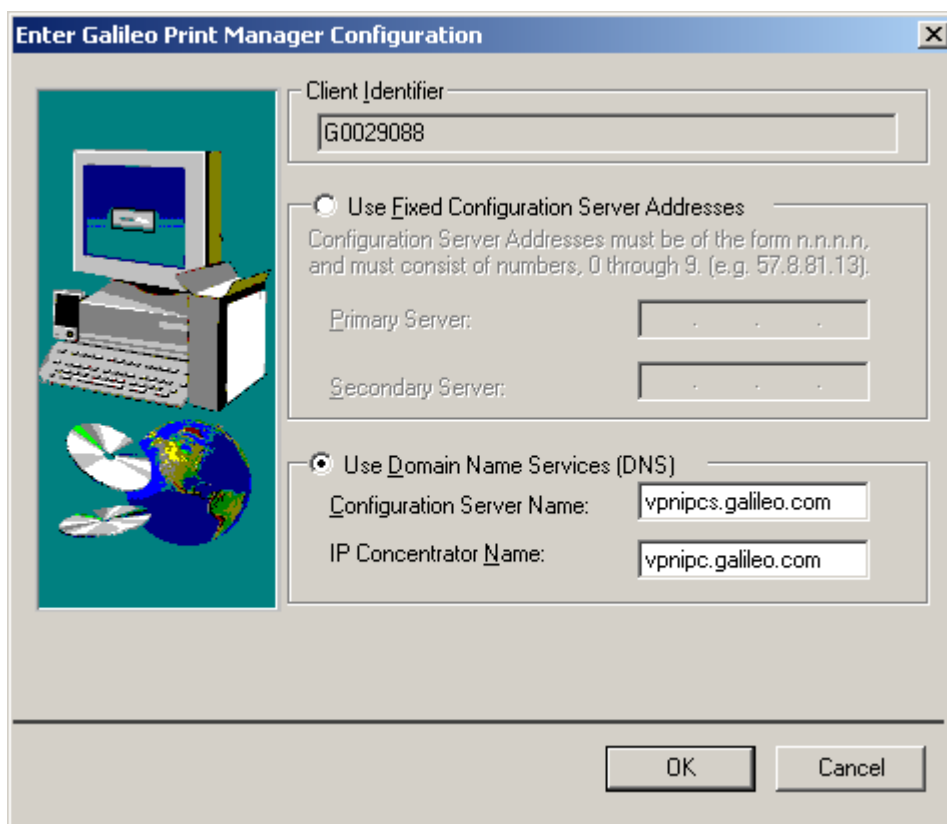 Enter Galileo Print Manager Configuration
Client Identifier
G0029088
Use Fixed Configuration Server Addresses
Configuration Server Addresses must be of the form n.n.n.n,
and must consist of numbers, 0 through 9. (e.g. 57.8.81.13).
Primary Server:
. . .
Secondary Server:
. . .
Use Domain Name Services (DNS)
Configuration Server Name:
vpnipcs.galileo.com
IP Concentrator Name:
vpnipc.galileo.com
OK
Cancel